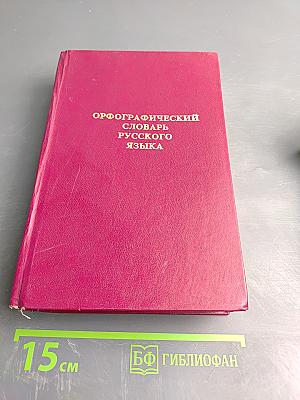 ОРФОГРАФИЧЕСКИЙ
СЛОВАРЬ
РУССКОГО
ЯЗЫКА
15 см
БФ ГИБЛИОФАН